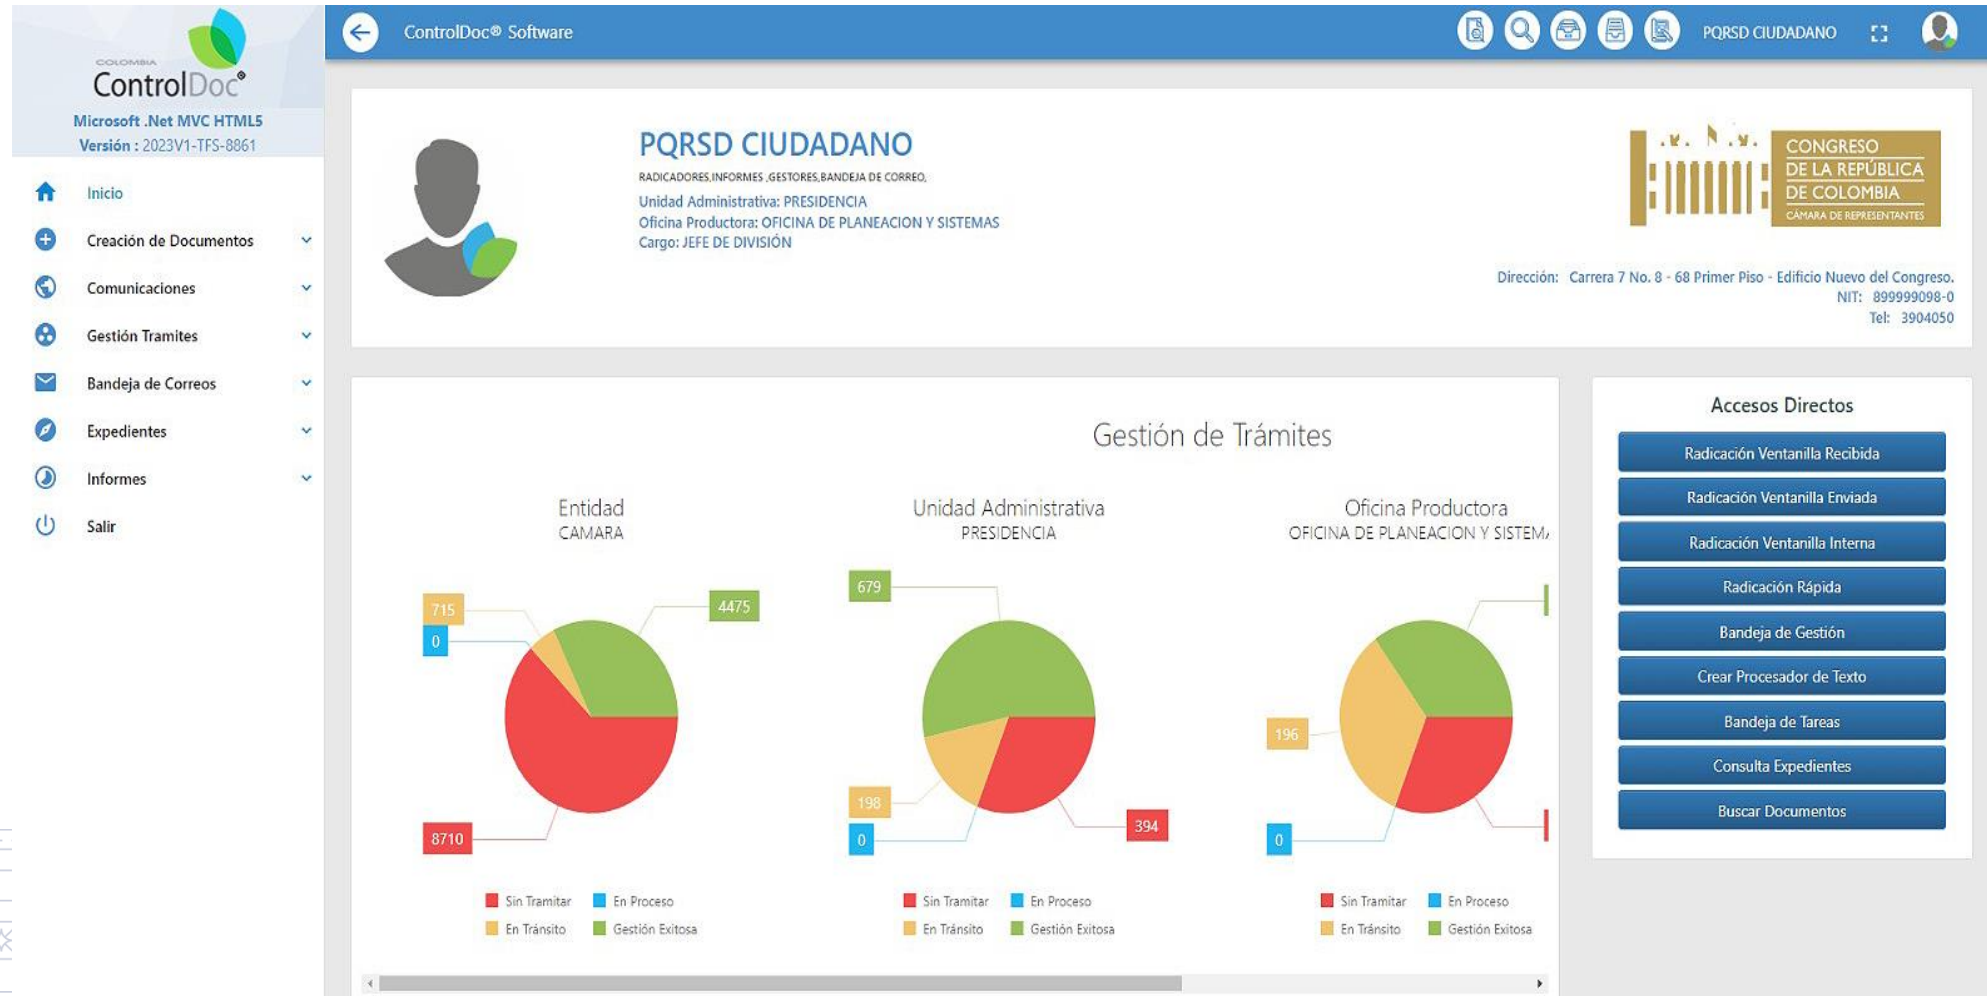 COLOMBIA
ControlDoc®
Microsoft .Net MVC HTML5
Versión : 2023V1-TFS-8861
Inicio
Creación de Documentos
Comunicaciones
Gestión Tramites
Bandeja de Correos
Expedientes
Informes
Salir
ControlDoc® Software
PQRSD CIUDADANO
PQRSD CIUDADANO
RADICADORES,INFORMES ,GESTORES,BANDEJA DE CORREO,
Unidad Administrativa: PRESIDENCIA
Oficina Productora: OFICINA DE PLANEACION Y SISTEMAS
Cargo: JEFE DE DIVISIÓN
CONGRESO
DE LA REPÚBLICA
DE COLOMBIA
CÁMARA DE REPRESENTANTES
Dirección: Carrera 7 No. 8 - 68 Primer Piso - Edificio Nuevo del Congreso.
NIT: 899999098-0
Tel: 3904050
Gestión de Trámites
Entidad
CAMARA
715
0
4475
8710
Sin Tramitar En Proceso
En Tránsito Gestión Exitosa
Unidad Administrativa
PRESIDENCIA
679
198
0
394
Sin Tramitar En Proceso
En Tránsito Gestión Exitosa
Oficina Productora
OFICINA DE PLANEACION Y SISTEM
196
0
Sin Tramitar En Proceso
En Tránsito Gestión Exitosa
Accesos Directos
Radicación Ventanilla Recibida
Radicación Ventanilla Enviada
Radicación Ventanilla Interna
Radicación Rápida
Bandeja de Gestión
Crear Procesador de Texto
Bandeja de Tareas
Consulta Expedientes
Buscar Documentos